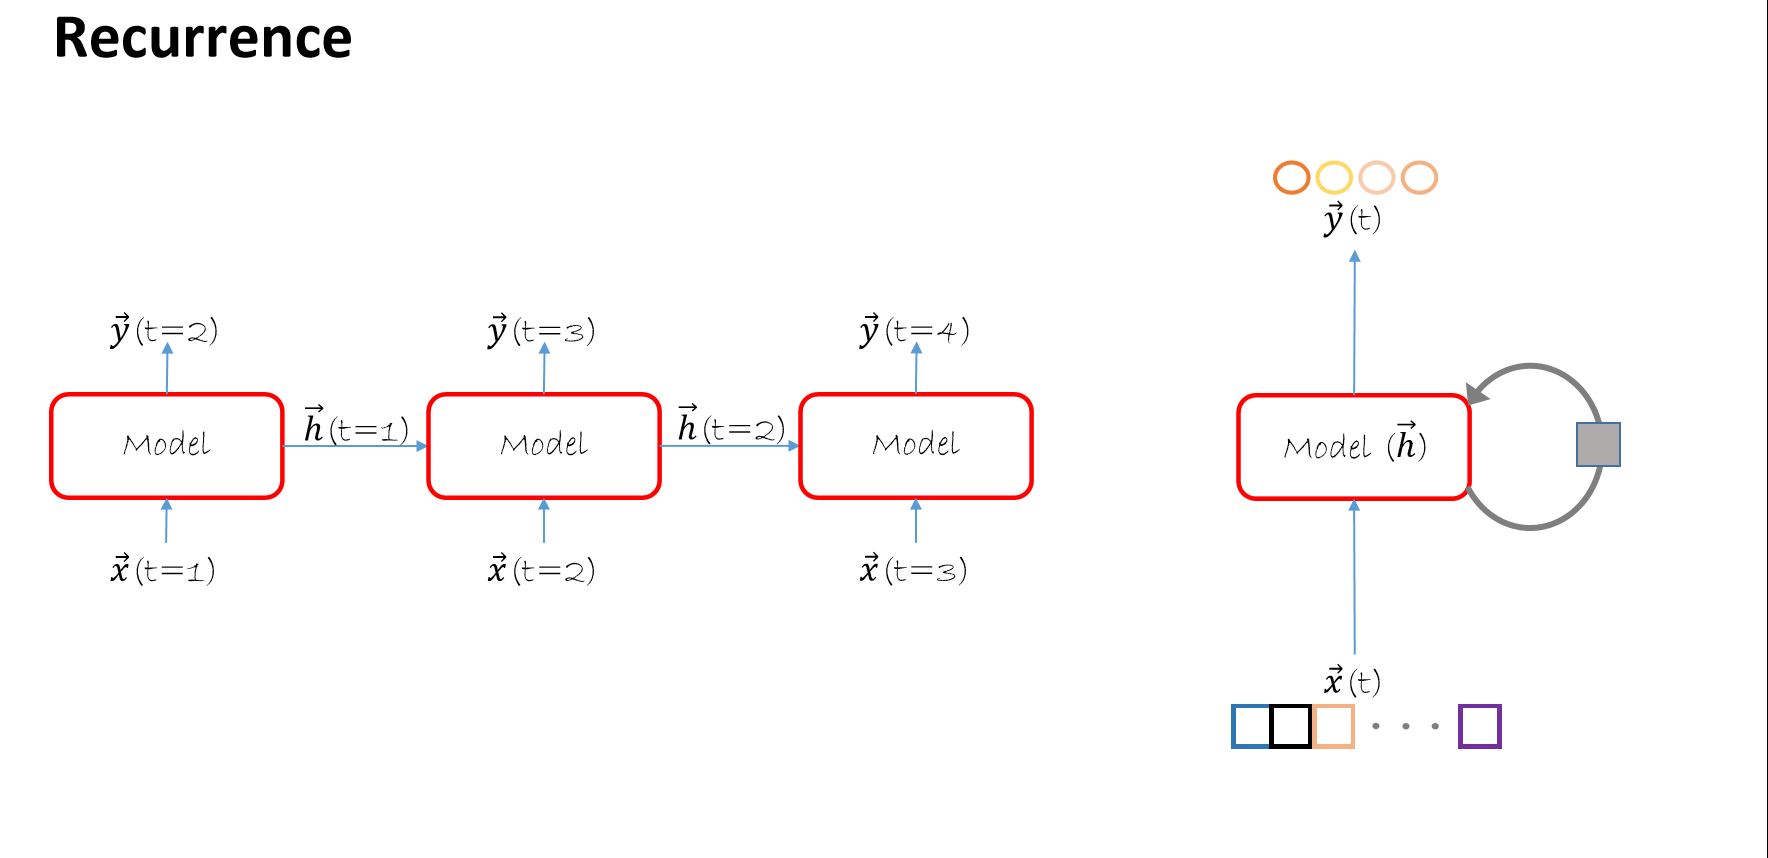 Recurrence
y⃗(t)
y⃗(t=2) y⃗(t=3) y⃗(t=4)
h⃗(t=1) h⃗(t=2)
Model Model Model Model (h⃗)
x⃗(t=1) x⃗(t=2) x⃗(t=3)
x⃗(t)
. . .